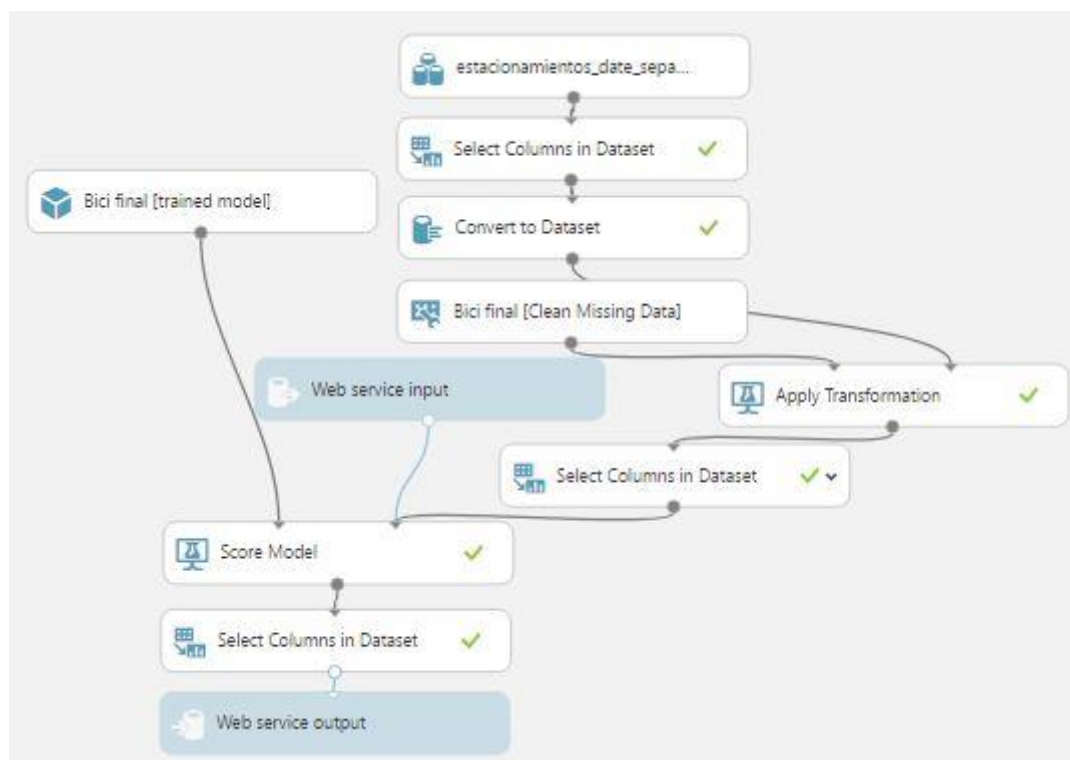 estacionamientos_date_sepa...
Select Columns in Dataset
Bici final [trained model]
Convert to Dataset
Bici final [Clean Missing Data]
Web service input
Apply Transformation
Select Columns in Dataset
Score Model
Select Columns in Dataset
Web service output